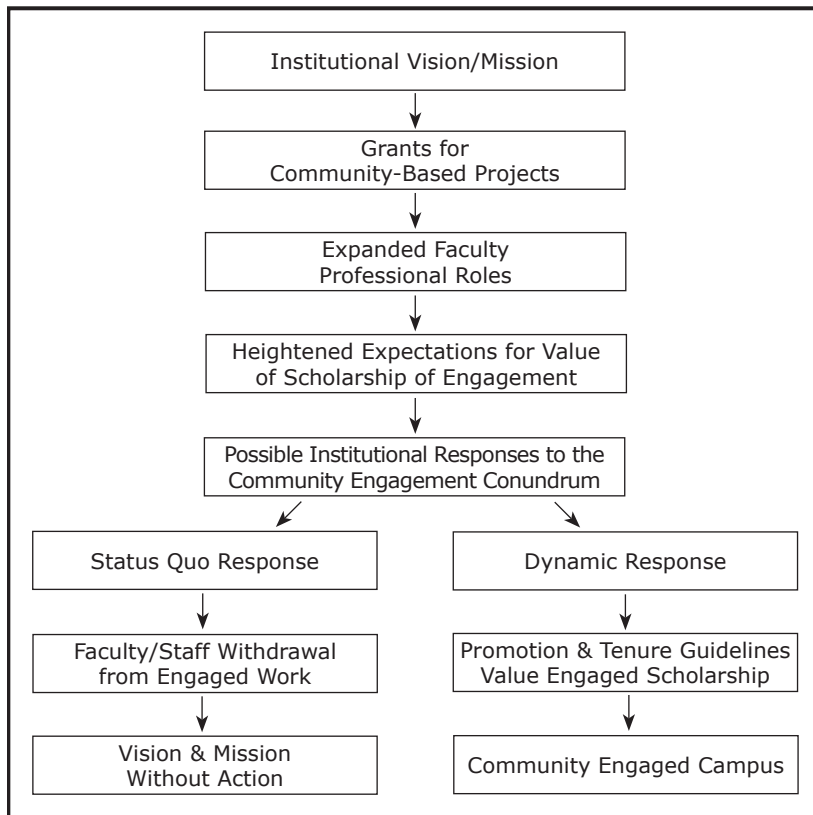 Institutional Vision/Mission
Grants for
Community-Based Projects
Expanded Faculty
Professional Roles
Heightened Expectations for Value
of Scholarship of Engagement
Possible Institutional Responses to the
Community Engagement Conundrum
Status Quo Response
Dynamic Response
Faculty/Staff Withdrawal
from Engaged Work
Promotion & Tenure Guidelines
Value Engaged Scholarship
Vision & Mission
Without Action
Community Engaged Campus